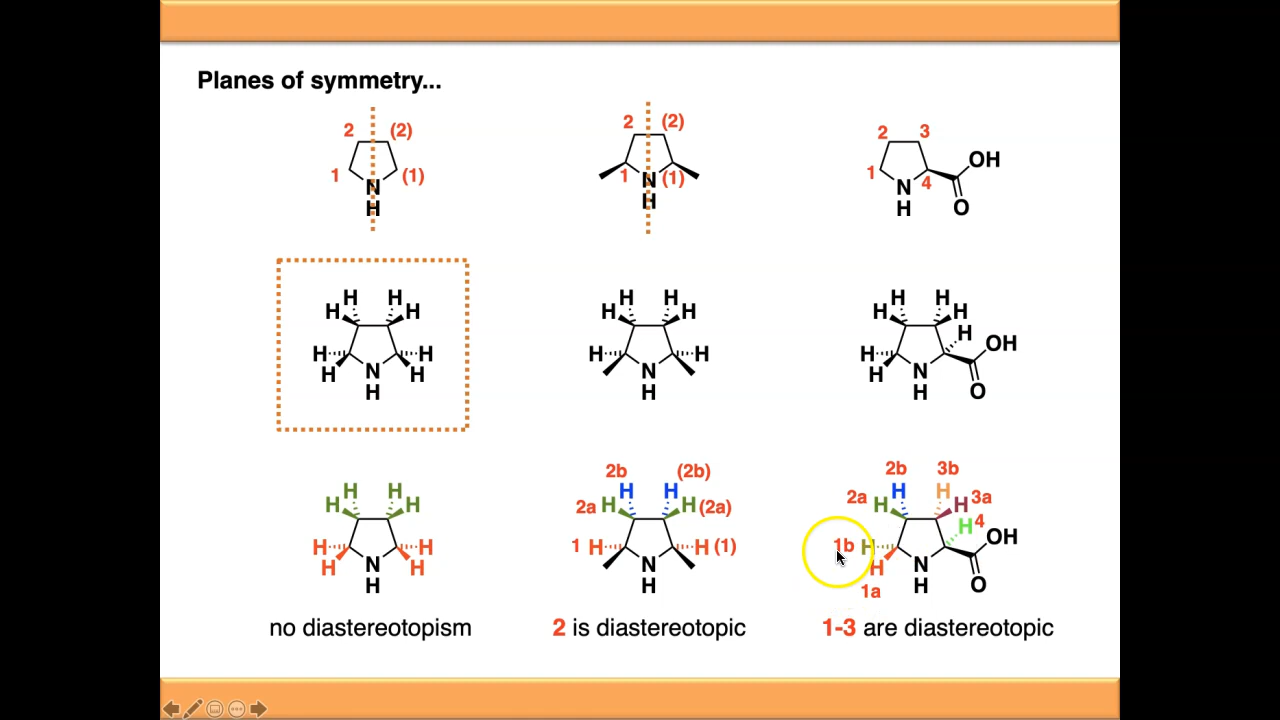 Planes of symmetry...
2 (2)
1 (1)
N
H
2 (2)
1 (1)
N
H
2 3
1 4
N
H
OH
O
H H
H H
H H
H H
N
H
H H
H H
H H
N
H
H H
H H
H H
H
N
H
OH
O
H H
H H
H H
H H
N
H
2b (2b)
H H
2a H H (2a)
1 H H (1)
N
H
2b 3b
H H
2a H H 3a
H 4
1b H
H
1a
N
H
OH
O
no diastereotopism
2 is diastereotopic
1-3 are diastereotopic